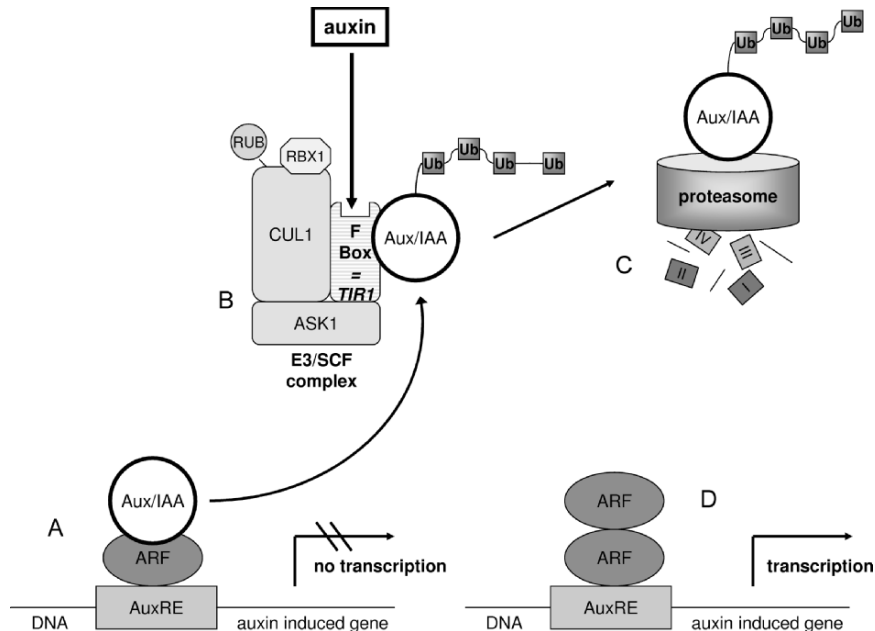 auxin
Ub Ub Ub Ub
RUB
RBX1
Ub Ub Ub Ub
Aux/IAA
CUL1
F
Box
=
TIR1
Aux/IAA
proteasome
B
C
IV
III
II
I
ASK1
E3/SCF
complex
A
Aux/IAA
ARF
no transcription
AuxRE
DNA
auxin induced gene
D
ARF
ARF
transcription
AuxRE
DNA
auxin induced gene